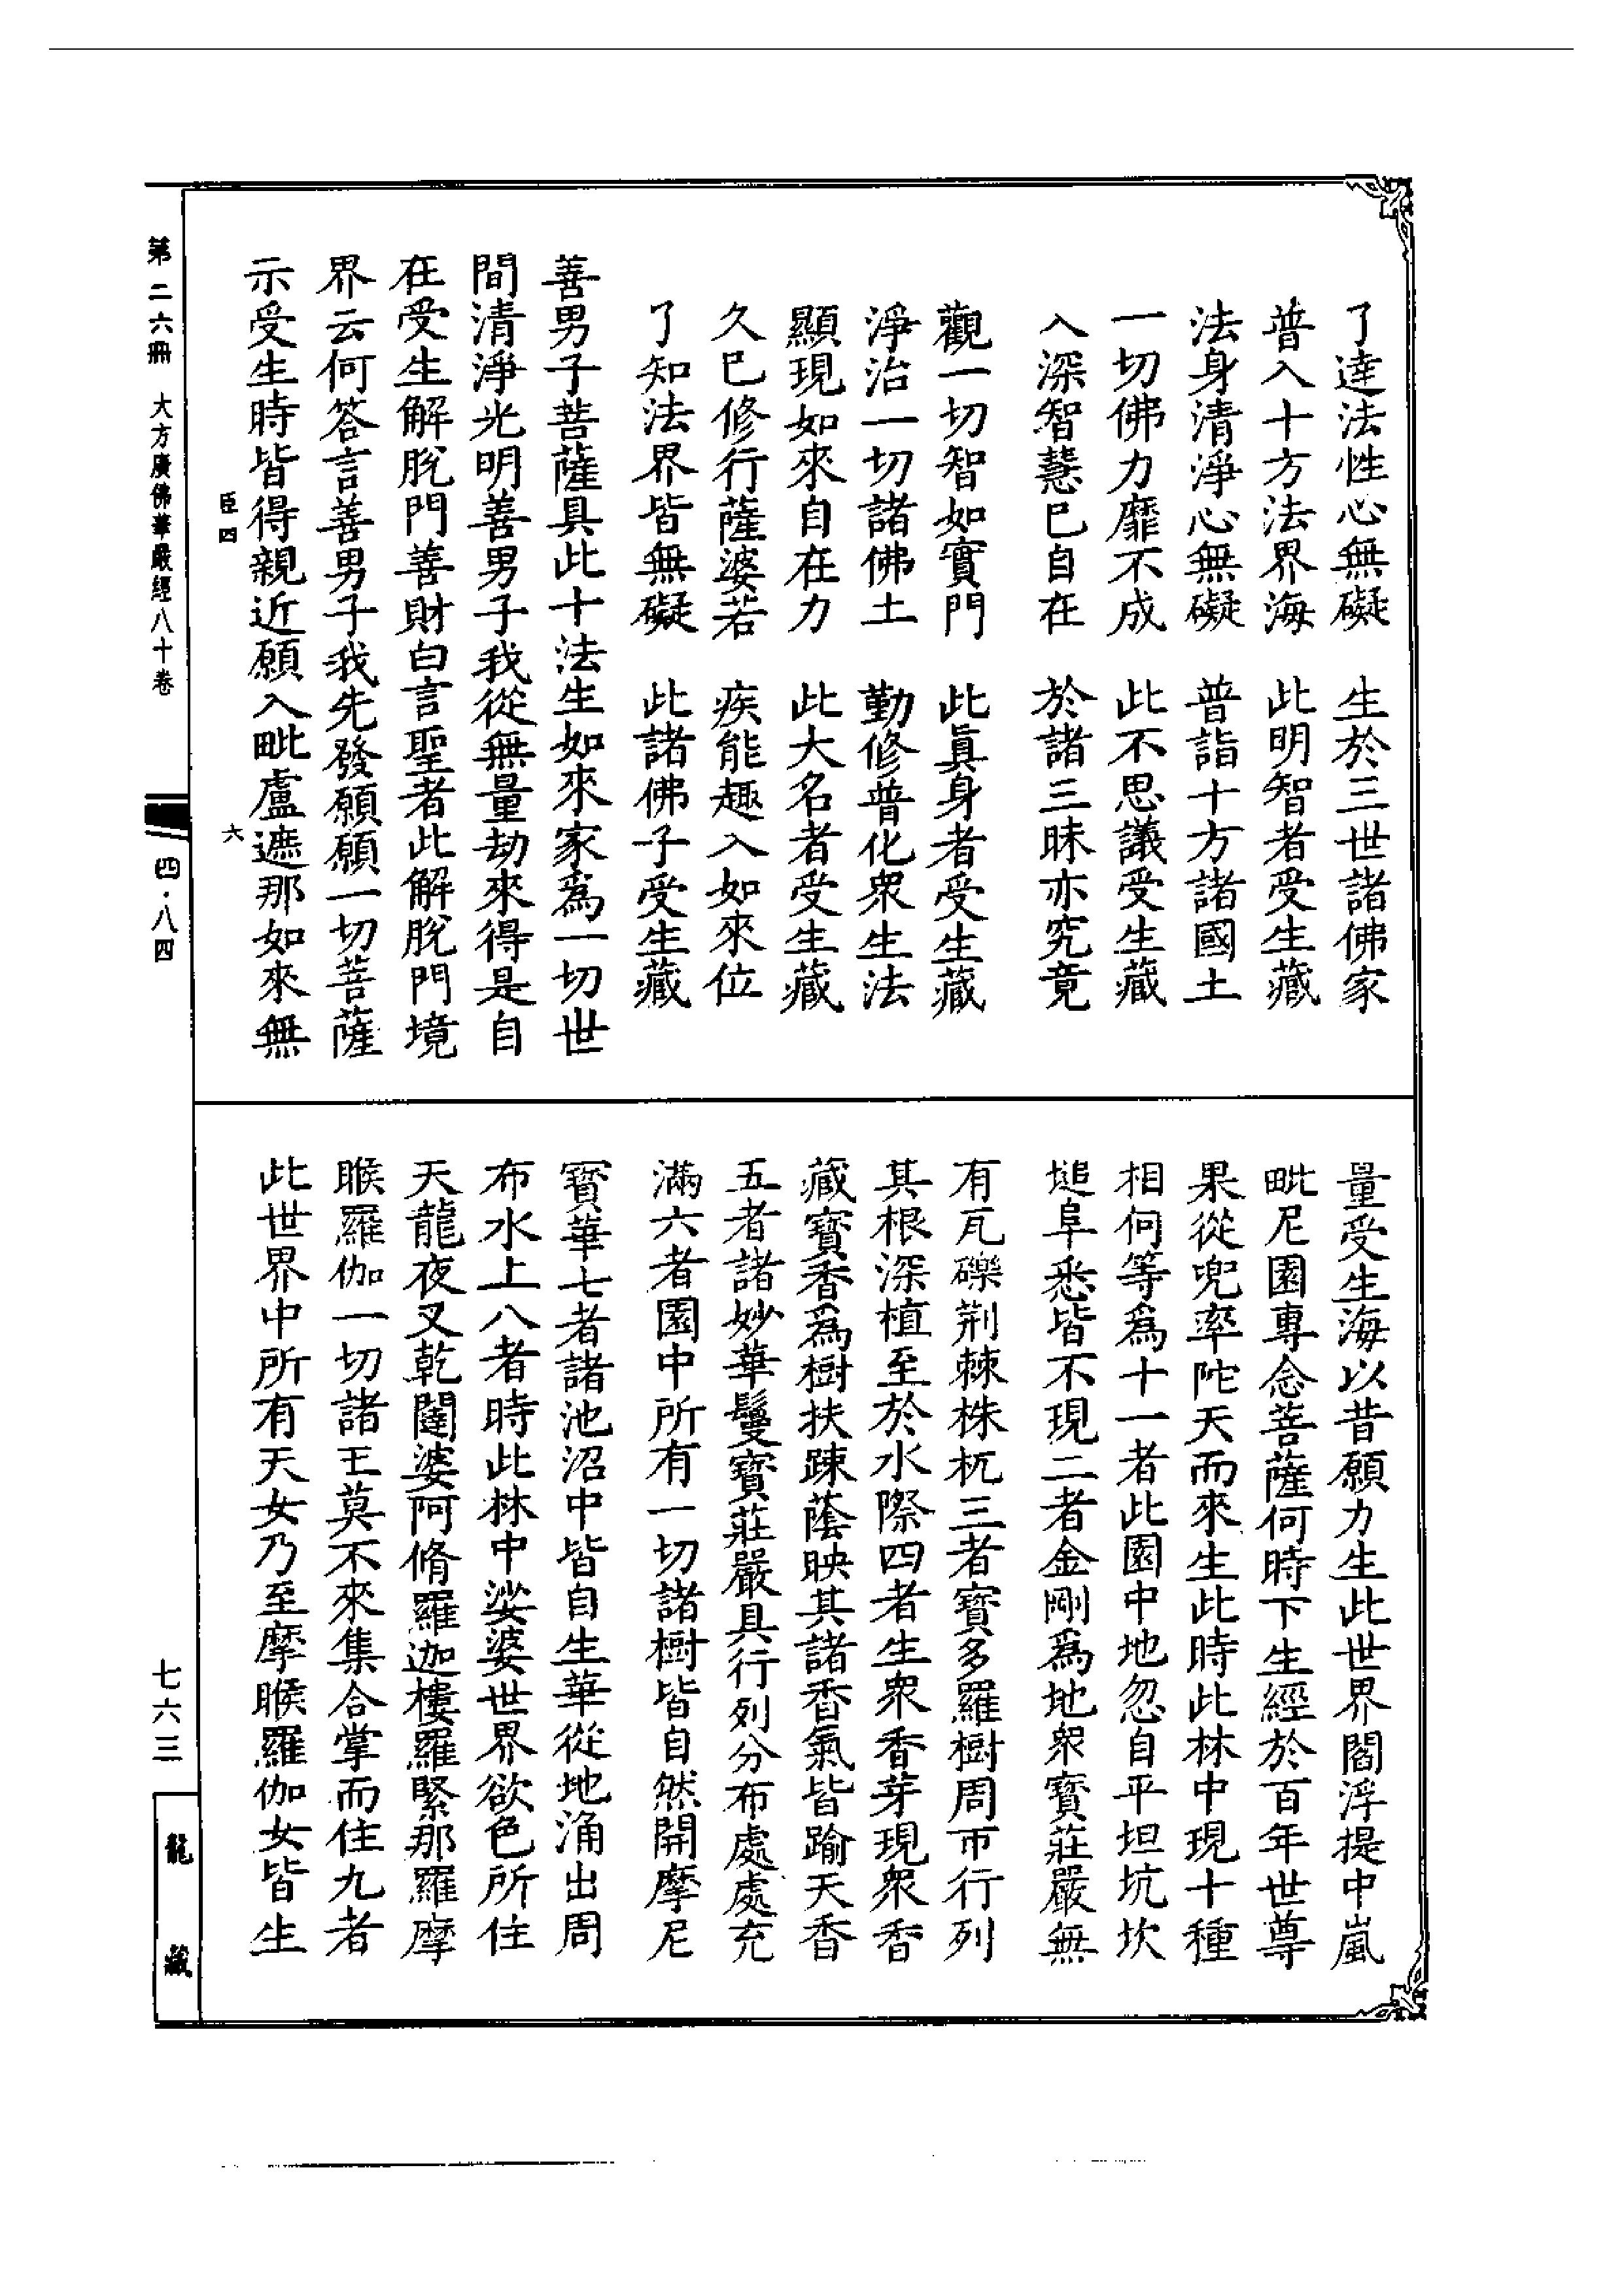 了達法性心無礙　生於三世諸佛家
普入十方法界海　此明智者受生藏
法身清淨心無礙　普詣十方諸國土
一切佛力靡不成　此不思議受生藏
入深智慧已自在　於諸三昧亦究竟
觀一切智如實門　此眞身者受生藏
淨治一切諸佛土　勤修普化衆生法
顯現如來自在力　此大名者受生藏
久已修行薩婆若　疾能趣入如來位
了知法界皆無礙　此諸佛子受生藏
善男子菩薩具此十法生如來家爲一切世
間清淨光明善男子我從無量劫來得是自
在受生解脫門善財白言聖者此解脫門境
界云何答言善男子我先發願願一切菩薩
示受生時皆得親近願入毗盧遮那如來無
量受生海以昔願力生此世界閻浮提中嵐
毗尼園專念菩薩何時下生經於百年世尊
果從兜率陀天而來生此時此林中現十種
相何等爲十一者此園中地忽自平坦坑坎
堆阜悉皆不現二者金剛爲地衆寶莊嚴無
有瓦礫荆棘株杌三者寶多羅樹周帀行列
其根深植至於水際四者生衆香芽現衆香
藏寶香爲樹扶踈蔭映其諸香氣皆踰天香
五者諸妙華鬘寶莊嚴具行列分布處處充
滿六者園中所有一切諸樹皆自然開摩尼
寶華七者諸池沼中皆自生華從地涌出周
布水上八者時此林中娑婆世界欲色所住
天龍夜叉乾闥婆阿脩羅迦樓羅緊那羅摩
睺羅伽一切諸王莫不來集合掌而住九者
此世界中所有天女乃至摩睺羅伽女皆生
臣四
六
第二六冊　大方廣佛華嚴經八十卷
四·八四
七六三
龍藏